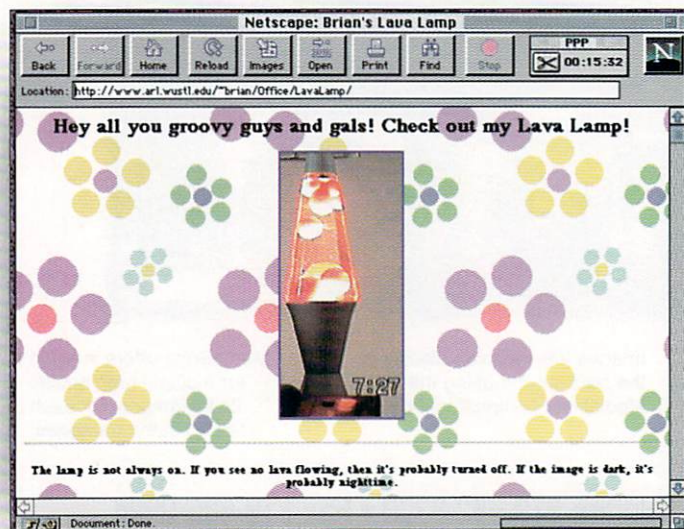 Netscape: Brian's Lava Lamp
Back Forward Home Reload Images Open Print Find Stop
PPP
00:15:32
N
Location: http://www.arl.wustl.edu/~brian/Office/LavaLamp/
Hey all you groovy guys and gals! Check out my Lava Lamp!
7:27
The lamp is not always on. If you see no lava flowing, then it's probably turned off. If the image is dark, it's
probably nighttime.
Document: Done.